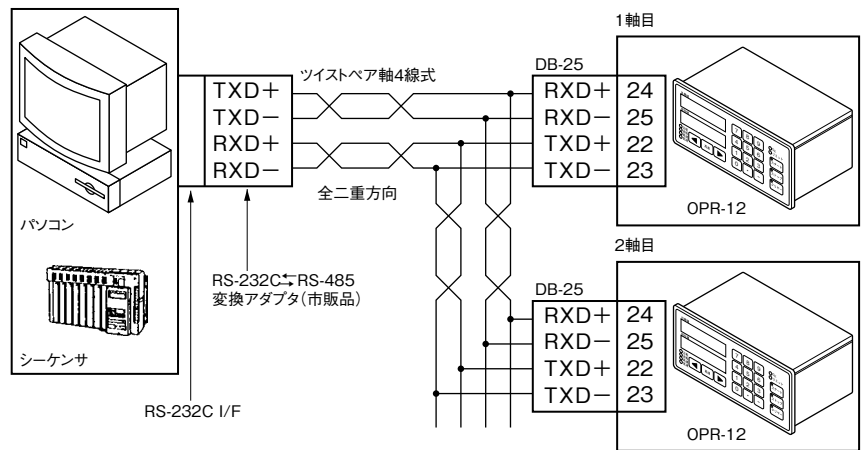 パソコン
シーケンサ
RS-232C I/F
TXD+
TXD−
RXD+
RXD−
RS-232C⇆RS-485
変換アダプタ(市販品)
ツイストペア軸4線式
全二重方向
1軸目
DB-25
RXD+ 24
RXD− 25
TXD+ 22
TXD− 23
OPR-12
2軸目
DB-25
RXD+ 24
RXD− 25
TXD+ 22
TXD− 23
OPR-12